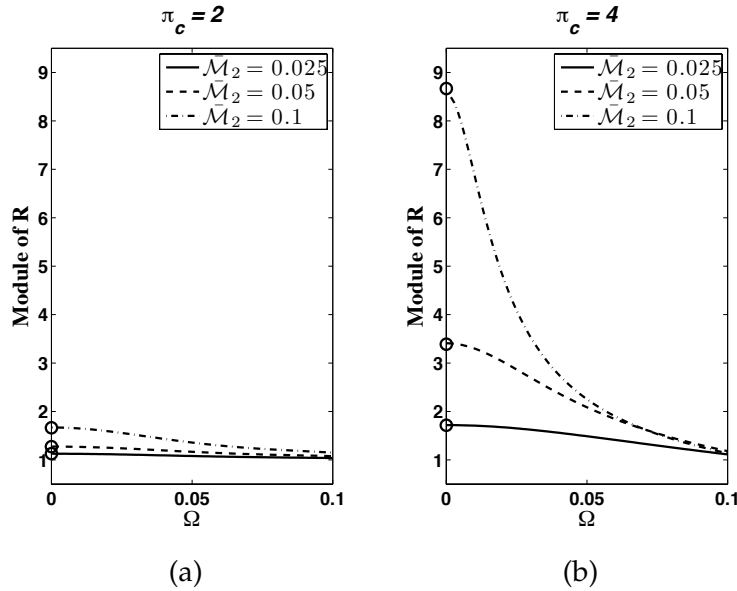 π_c = 2
9
8
7
6
5
4
3
2
1
Module of R
M̄_2 = 0.025
M̄_2 = 0.05
M̄_2 = 0.1
0 0.05 0.1
Ω
(a)
π_c = 4
9
8
7
6
5
4
3
2
1
Module of R
M̄_2 = 0.025
M̄_2 = 0.05
M̄_2 = 0.1
0 0.05 0.1
Ω
(b)